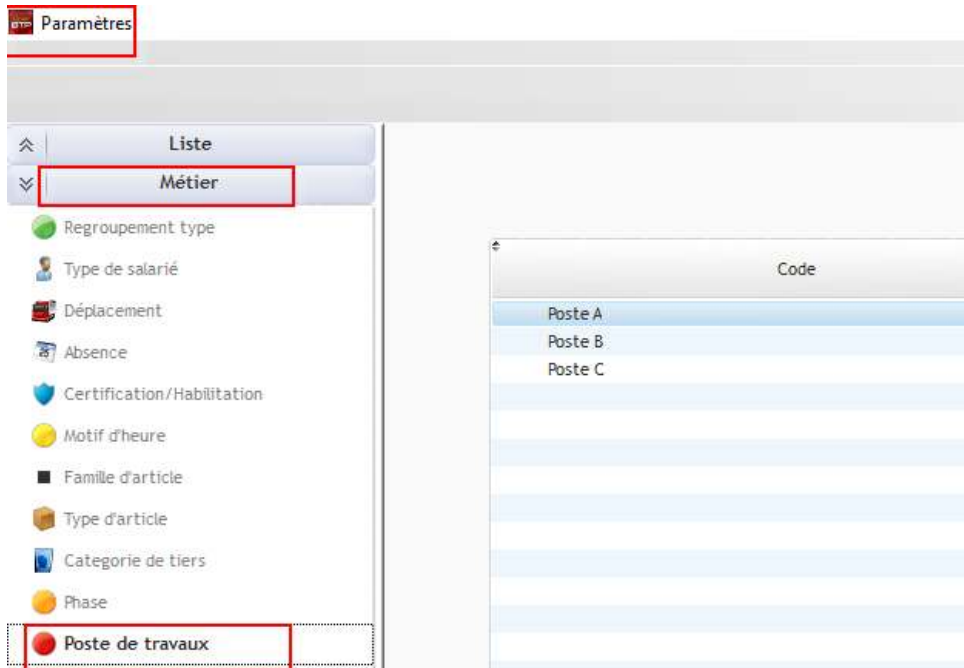 BTP Paramètres
Liste
Métier
Regroupement type
Type de salarié
Déplacement
Absence
Certification/Habilitation
Motif d'heure
Famille d'article
Type d'article
Categorie de tiers
Phase
Poste de travaux
Code
Poste A
Poste B
Poste C